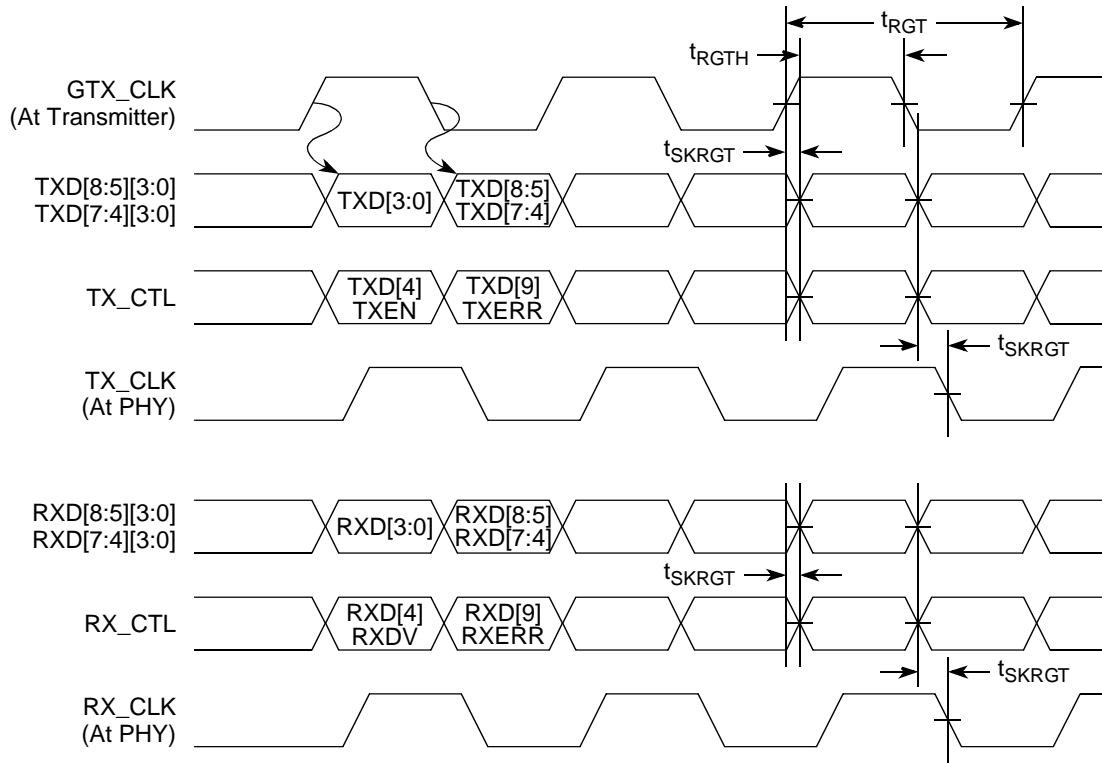 tRGT
tRGTH
GTX_CLK
(At Transmitter)
tSKRGT
TXD[8:5][3:0]
TXD[7:4][3:0]
TXD[3:0]
TXD[8:5]
TXD[7:4]
TX_CTL
TXD[4]
TXEN
TXD[9]
TXERR
tSKRGT
TX_CLK
(At PHY)
RXD[8:5][3:0]
RXD[7:4][3:0]
RXD[3:0]
RXD[8:5]
RXD[7:4]
tSKRGT
RX_CTL
RXD[4]
RXDV
RXD[9]
RXERR
tSKRGT
RX_CLK
(At PHY)